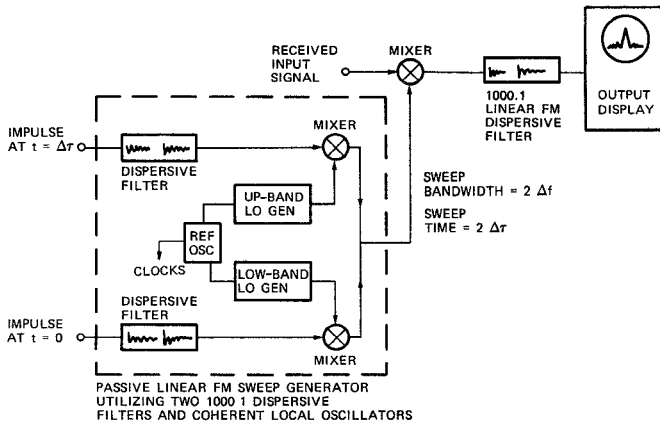 RECEIVED
INPUT
SIGNAL
MIXER
1000.1
LINEAR FM
DISPERSIVE
FILTER
OUTPUT
DISPLAY
IMPULSE
AT t = Δτ
DISPERSIVE
FILTER
MIXER
UP-BAND
LO GEN
REF
OSC
CLOCKS
LOW-BAND
LO GEN
SWEEP
BANDWIDTH = 2 Δf
SWEEP
TIME = 2 Δτ
DISPERSIVE
FILTER
IMPULSE
AT t = 0
MIXER
PASSIVE LINEAR FM SWEEP GENERATOR
UTILIZING TWO 1000 1 DISPERSIVE
FILTERS AND COHERENT LOCAL OSCILLATORS